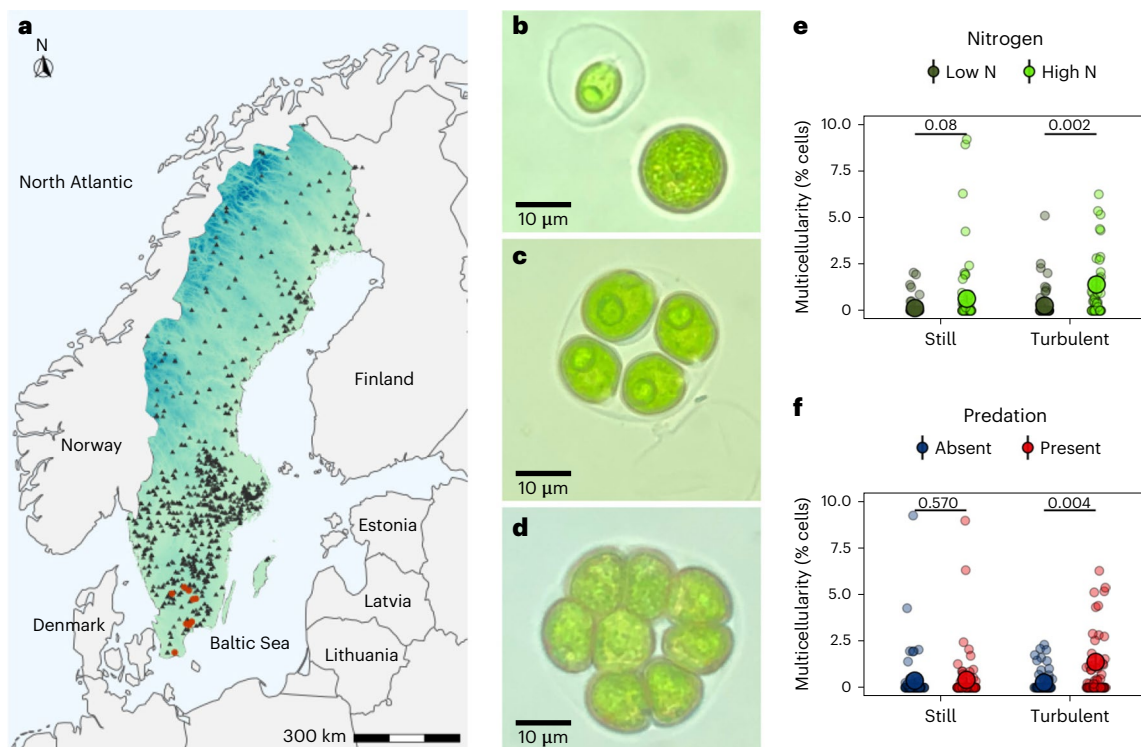 a
N
North Atlantic
Finland
Norway
Estonia
Latvia
Denmark
Baltic Sea
Lithuania
300 km
b
10 µm
c
10 µm
d
10 µm
e
Nitrogen
Low N High N
Multicellularity (% cells)
10.0
7.5
5.0
2.5
0
0.08 0.002
Still Turbulent
f
Predation
Absent Present
Multicellularity (% cells)
10.0
7.5
5.0
2.5
0
0.570 0.004
Still Turbulent